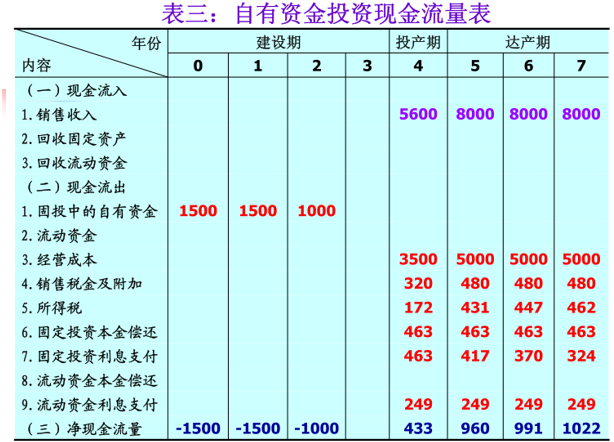 表三：自有资金投资现金流量表
年份 建设期 投产期 达产期
内容 0 1 2 3 4 5 6 7
（一）现金流入
1.销售收入 5600 8000 8000 8000
2.回收固定资产
3.回收流动资金
（二）现金流出
1.固投中的自有资金 1500 1500 1000
2.流动资金
3.经营成本 3500 5000 5000 5000
4.销售税金及附加 320 480 480 480
5.所得税 172 431 447 462
6.固定投资本金偿还 463 463 463 463
7.固定投资利息支付 463 417 370 324
8.流动资金本金偿还
9.流动资金利息支付 249 249 249 249
（三）净现金流量 -1500 -1500 -1000 433 960 991 1022